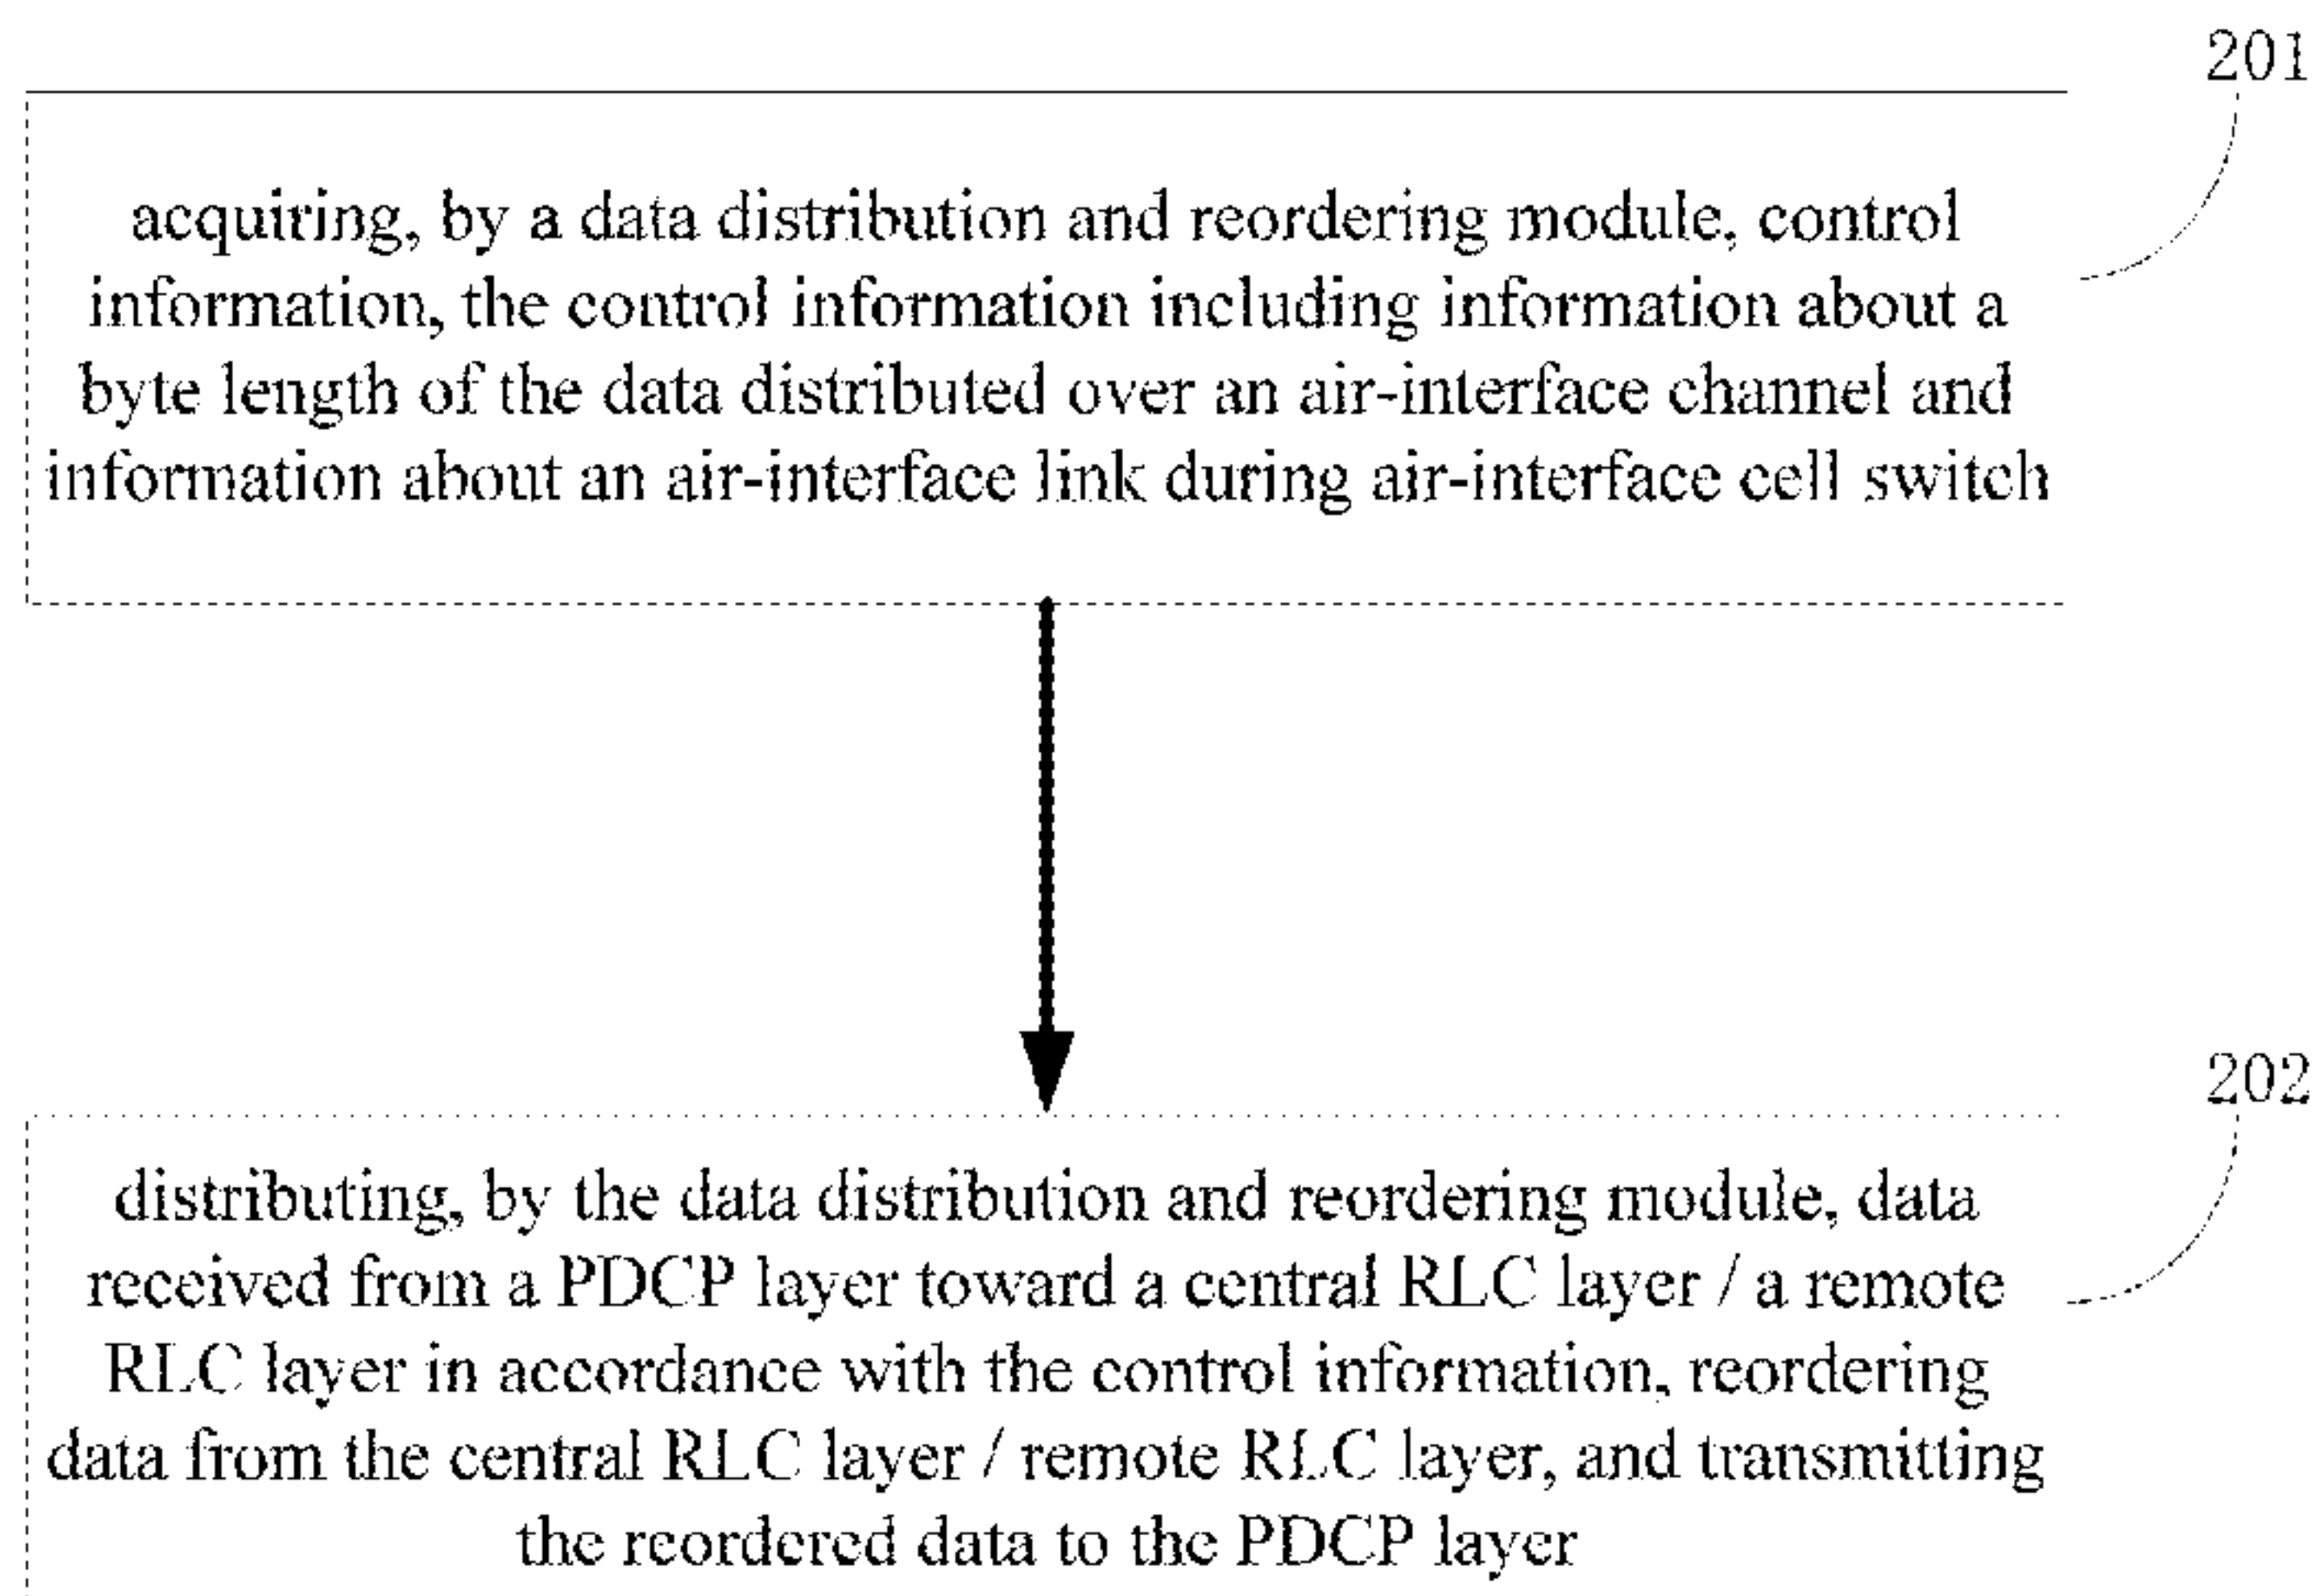 201
acquiring, by a data distribution and reordering module, control
information, the control information including information about a
byte length of the data distributed over an air-interface channel and
information about an air-interface link during air-interface cell switch
202
distributing, by the data distribution and reordering module, data
received from a PDCP layer toward a central RLC layer / a remote
RLC layer in accordance with the control information, reordering
data from the central RLC layer / remote RLC layer, and transmitting
the reordered data to the PDCP layer